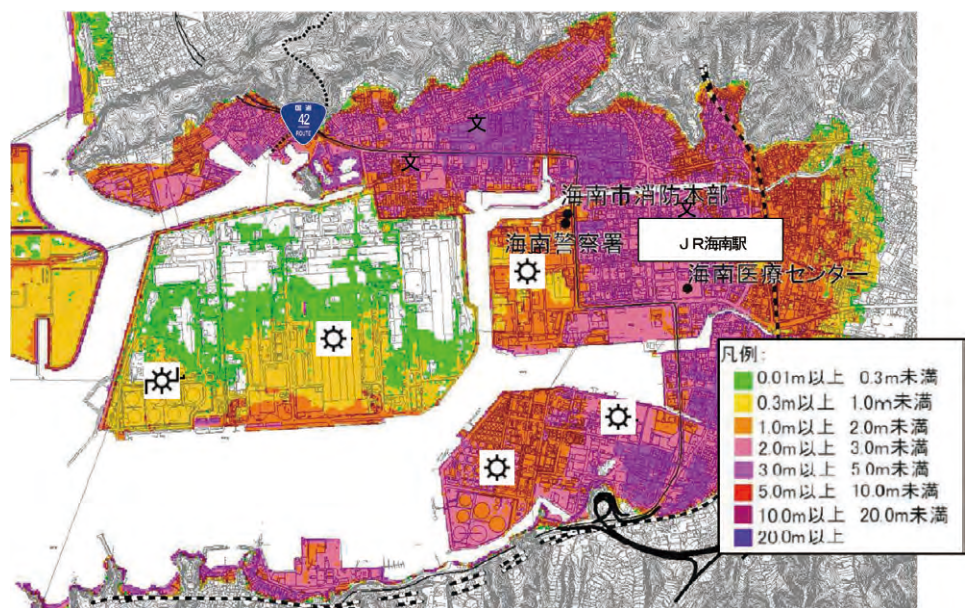 国道
42
ROUTE
文
文
海南市消防本部
文
海南警察署
JR海南駅
海南医療センター
凡例:
0.01m以上 0.3m未満
0.3m以上 1.0m未満
1.0m以上 2.0m未満
2.0m以上 3.0m未満
3.0m以上 5.0m未満
5.0m以上 10.0m未満
10.0m以上 20.0m未満
20.0m以上